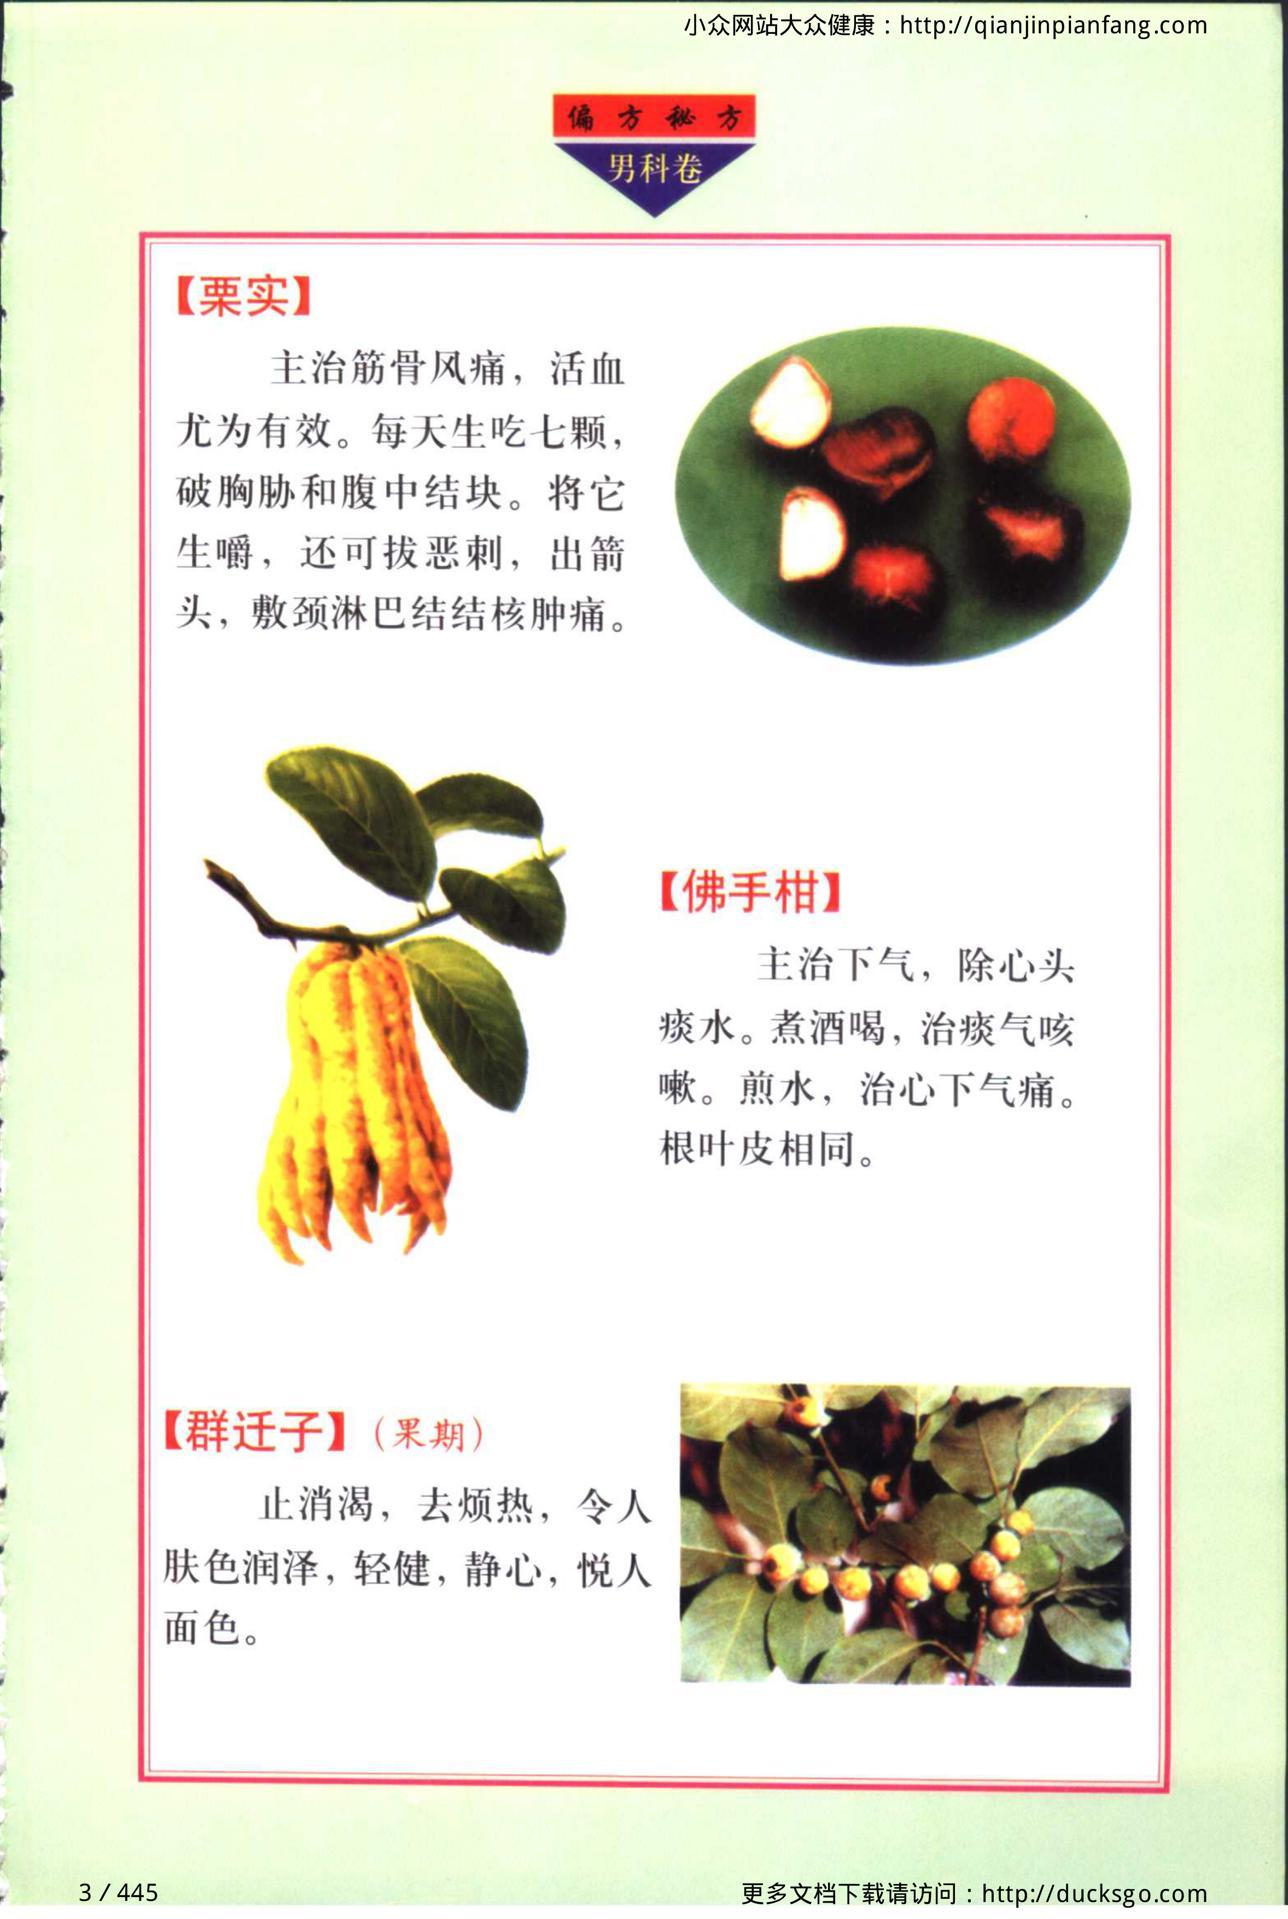 小众网站大众健康：http://qianjinpianfang.com
偏方秘方
男科卷
【栗实】
主治筋骨风痛，活血
尤为有效。每天生吃七颗，
破胸胁和腹中结块。将它
生嚼，还可拔恶刺，出箭
头，敷颈淋巴结结核肿痛。
【佛手柑】
主治下气，除心头
痰水。煮酒喝，治痰气咳
嗽。煎水，治心下气痛。
根叶皮相同。
【群迁子】（果期）
止消渴，去烦热，令人
肤色润泽，轻健，静心，悦人
面色。
3 / 445
更多文档下载请访问：http://ducksgo.com